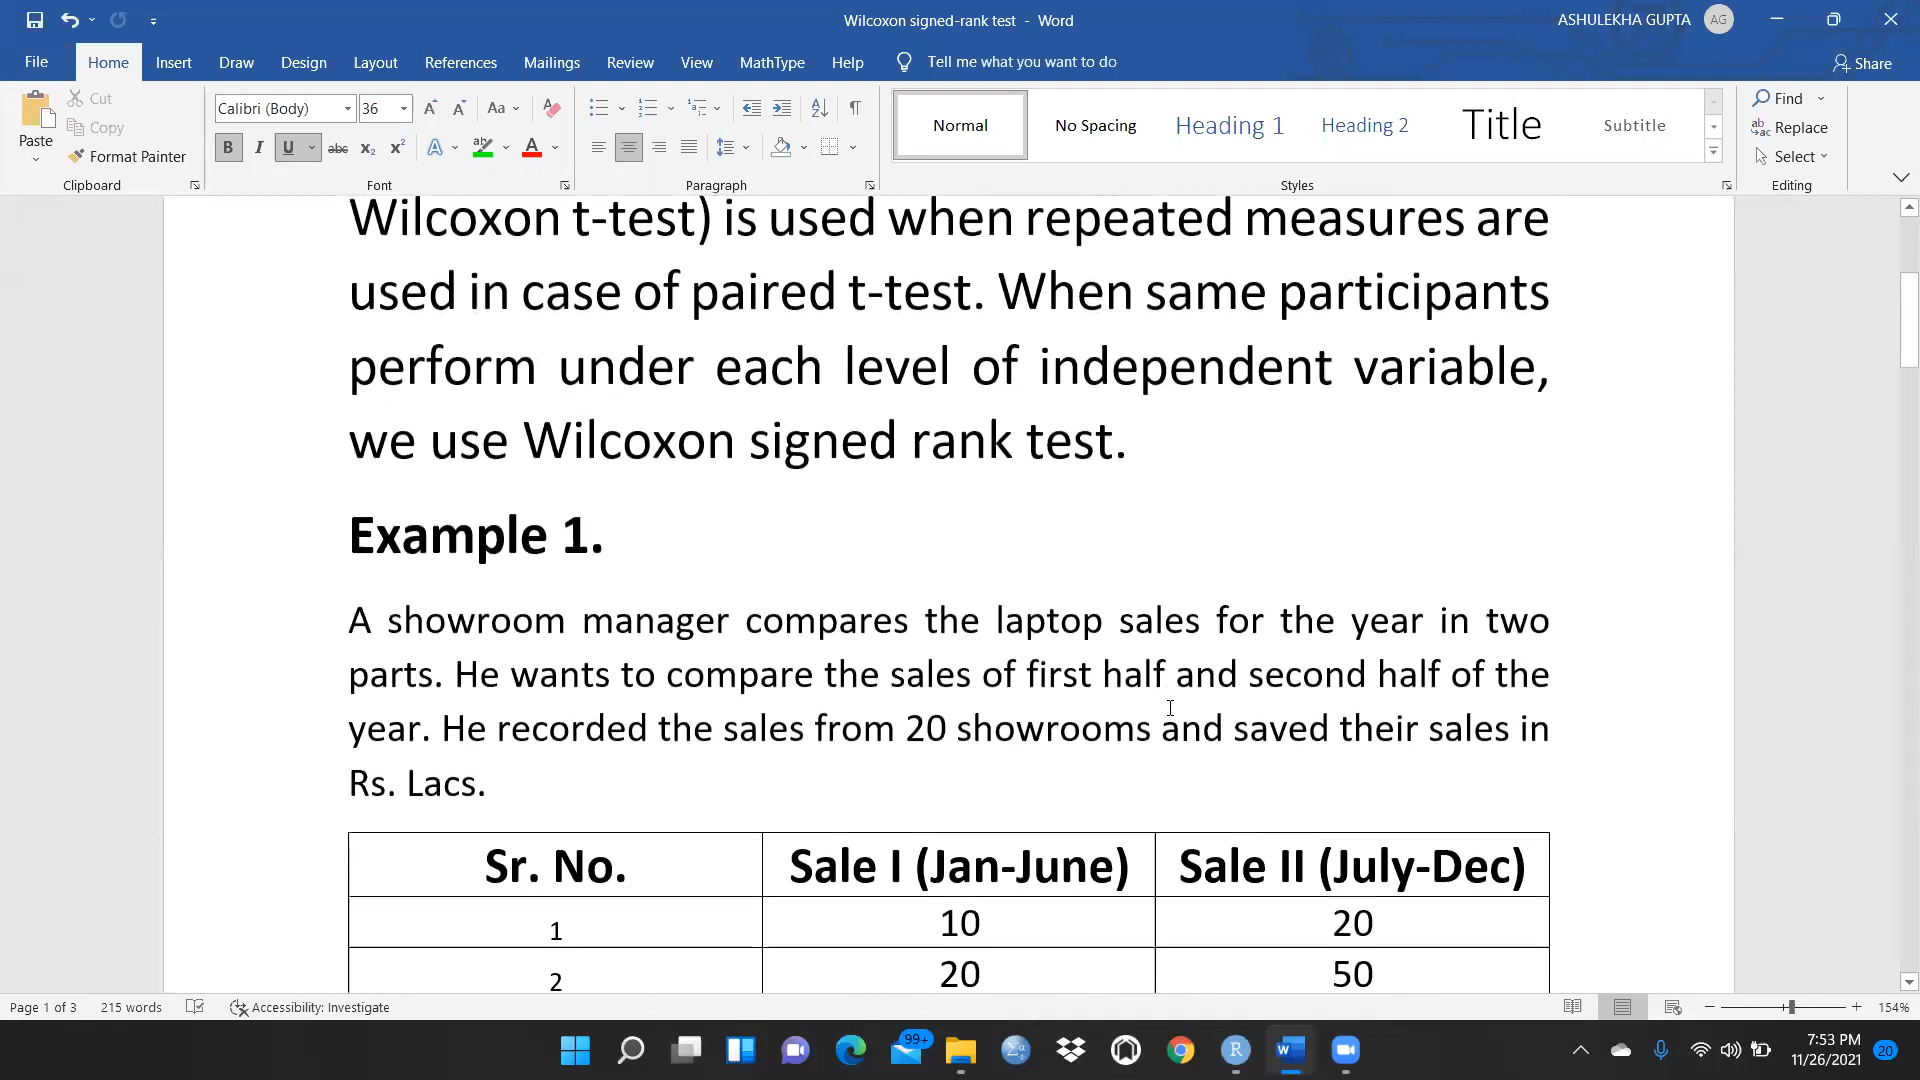 Wilcoxon signed-rank test - Word
ASHULEKHA GUPTA AG
File Home Insert Draw Design Layout References Mailings Review View MathType Help Tell me what you want to do Share
Paste
Cut
Copy
Format Painter
Clipboard
Calibri (Body) 36
Aa
B I U abc x2 x2 A A
Font
Paragraph
Normal
No Spacing
Heading 1
Heading 2
Title
Subtitle
Styles
Find
Replace
Select
Editing
Wilcoxon t-test) is used when repeated measures are
used in case of paired t-test. When same participants
perform under each level of independent variable,
we use Wilcoxon signed rank test.
Example 1.
A showroom manager compares the laptop sales for the year in two
parts. He wants to compare the sales of first half and second half of the
year. He recorded the sales from 20 showrooms and saved their sales in
Rs. Lacs.
Sr. No. Sale I (Jan-June) Sale II (July-Dec)
1 10 20
2 20 50
Page 1 of 3 215 words Accessibility: Investigate 154%
99+
7:53 PM
11/26/2021
20